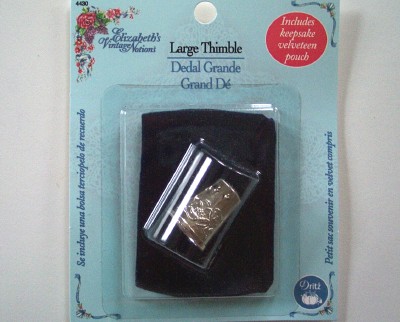 4430
Elizabeth's
Vintage Notions
Large Thimble
Dedal Grande
Grand Dé
Includes
keepsake
velveteen
pouch
Se incluye una bolsa terciopelo de recuerdo
Petit sac souvenir en velvet compris
Dritz